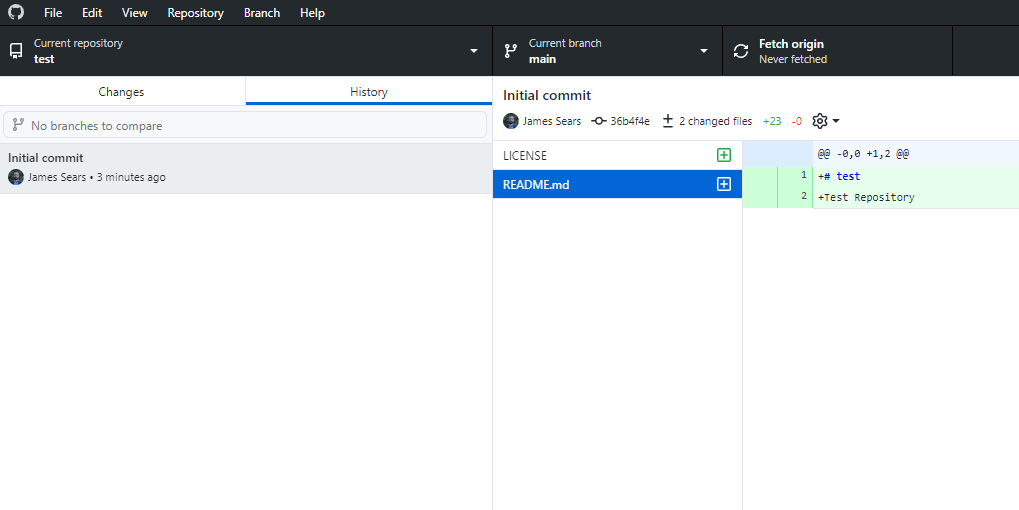 File Edit View Repository Branch Help
Current repository
test
Current branch
main
Fetch origin
Never fetched
Changes
History
No branches to compare
Initial commit
James Sears • 3 minutes ago
Initial commit
James Sears 36b4f4e 2 changed files +23 -0
LICENSE
README.md
@@ -0,0 +1,2 @@
1 +# test
2 +Test Repository